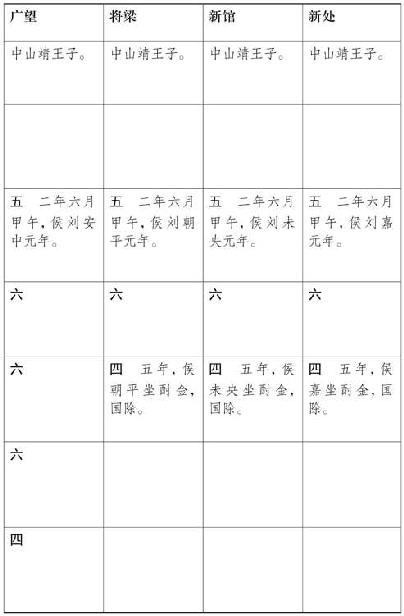 广望
将梁
新馆
新处
中山靖王子。
中山靖王子。
中山靖王子。
中山靖王子。
五 二年六月
甲午，侯刘安
中元年。
五 二年六月
甲午，侯刘朝
平元年。
五 二年六月
甲午，侯刘未
央元年。
五 二年六月
甲午，侯刘嘉
元年。
六
六
六
六
六
四 五年，侯
朝平坐酎金，
国除。
四 五年，侯
未央坐酎金，
国除。
四 五年，侯
嘉坐酎金，国
除。
六
四